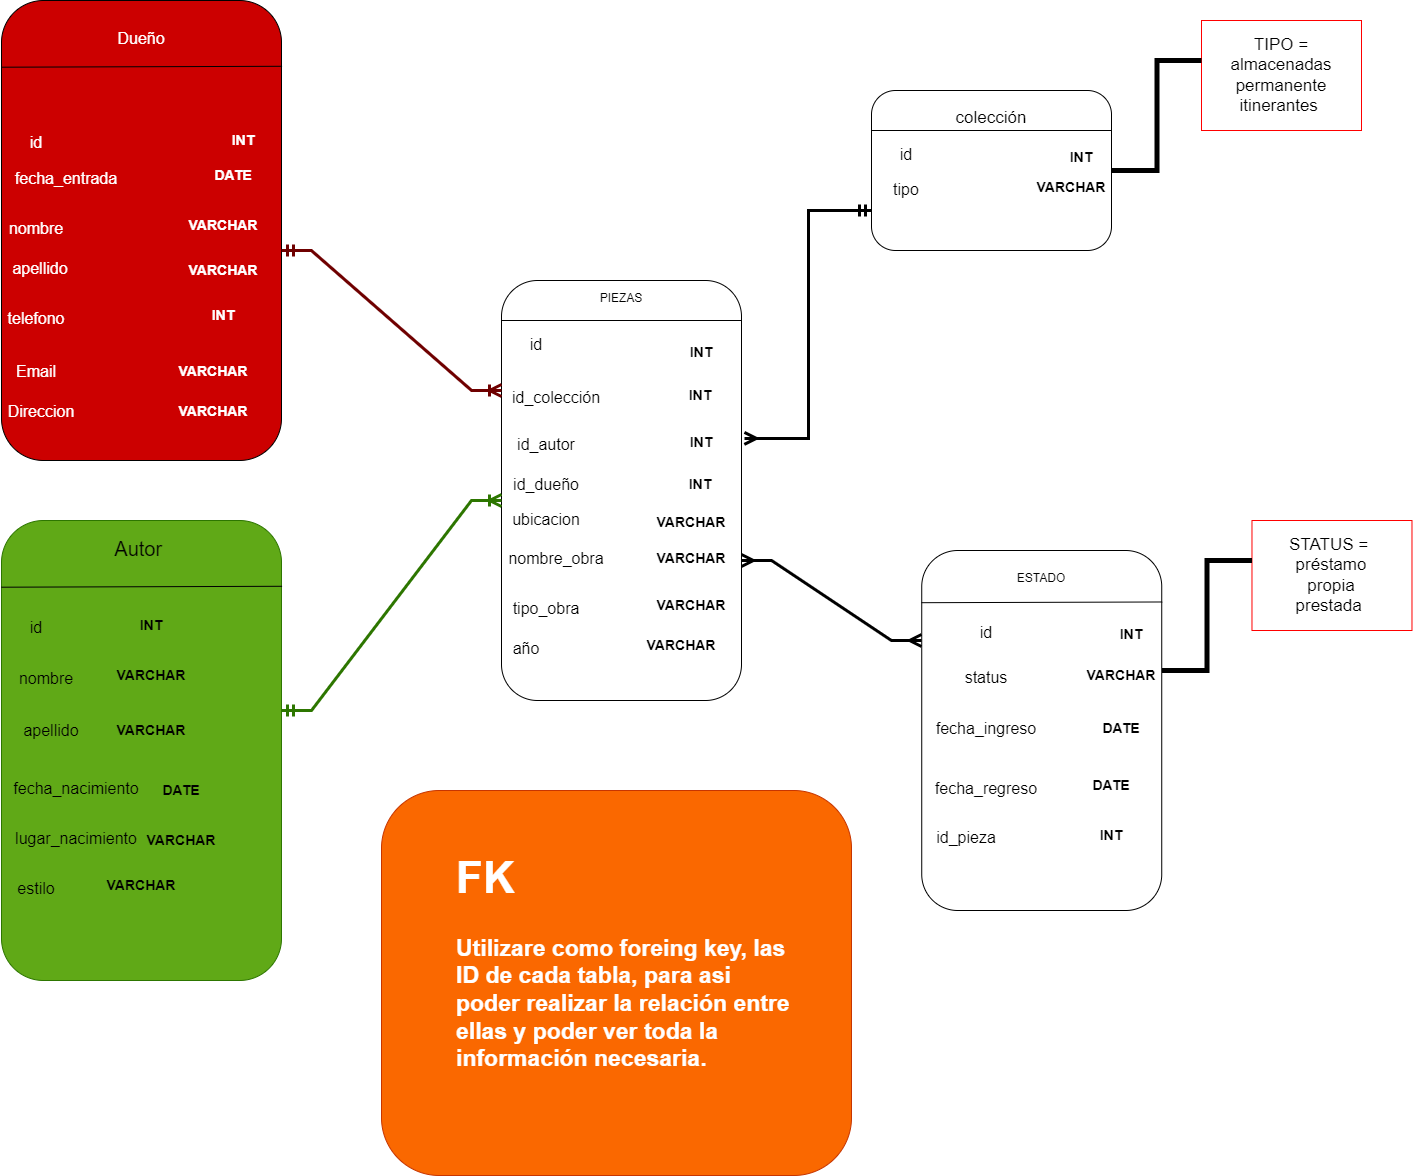 Dueño
id INT
fecha_entrada DATE
nombre VARCHAR
apellido VARCHAR
telefono INT
Email VARCHAR
Direccion VARCHAR
Autor
id INT
nombre VARCHAR
apellido VARCHAR
fecha_nacimiento DATE
lugar_nacimiento VARCHAR
estilo VARCHAR
PIEZAS
id INT
id_colección INT
id_autor INT
id_dueño INT
ubicacion VARCHAR
nombre_obra VARCHAR
tipo_obra VARCHAR
año VARCHAR
colección
id INT
tipo VARCHAR
TIPO =
almacenadas
permanente
itinerantes
ESTADO
id INT
status VARCHAR
fecha_ingreso DATE
fecha_regreso DATE
id_pieza INT
STATUS =
préstamo
propia
prestada
FK
Utilizare como foreing key, las
ID de cada tabla, para asi
poder realizar la relación entre
ellas y poder ver toda la
información necesaria.